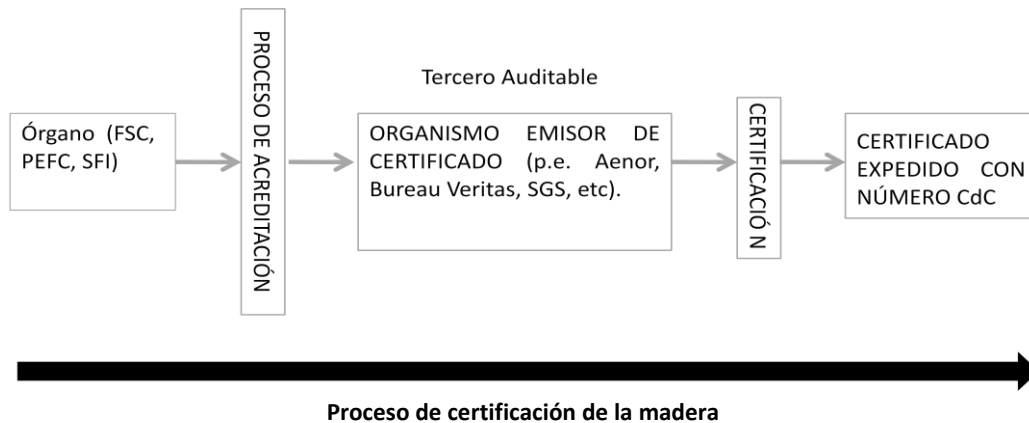 Órgano (FSC,
PEFC, SFI)
PROCESO DE ACREDITACIÓN
Tercero Auditable
ORGANISMO EMISOR DE
CERTIFICADO (p.e. Aenor,
Bureau Veritas, SGS, etc).
CERTIFICACIÓ N
CERTIFICADO
EXPEDIDO CON
NÚMERO CdC
Proceso de certificación de la madera